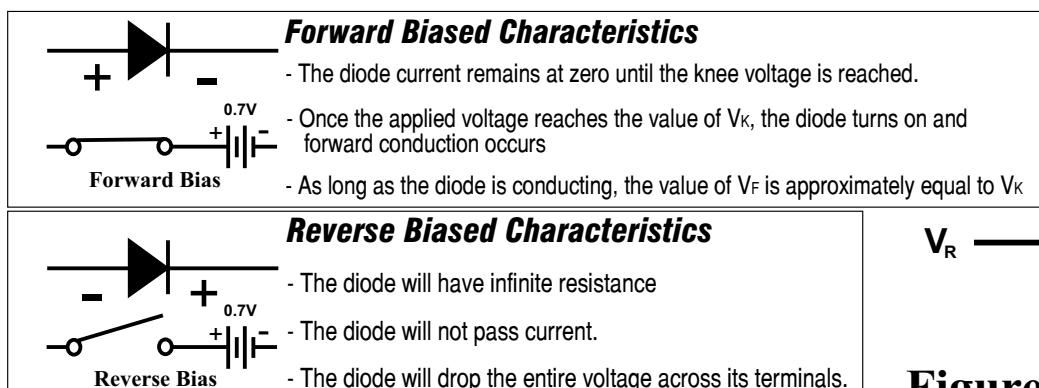 Forward Biased Characteristics
+ -
- The diode current remains at zero until the knee voltage is reached.
0.7V
+ -
- Once the applied voltage reaches the value of VK, the diode turns on and
forward conduction occurs
Forward Bias
- As long as the diode is conducting, the value of VF is approximately equal to VK
Reverse Biased Characteristics
VR
- +
- The diode will have infinite resistance
0.7V
+ -
- The diode will not pass current.
Reverse Bias
- The diode will drop the entire voltage across its terminals.
Figure